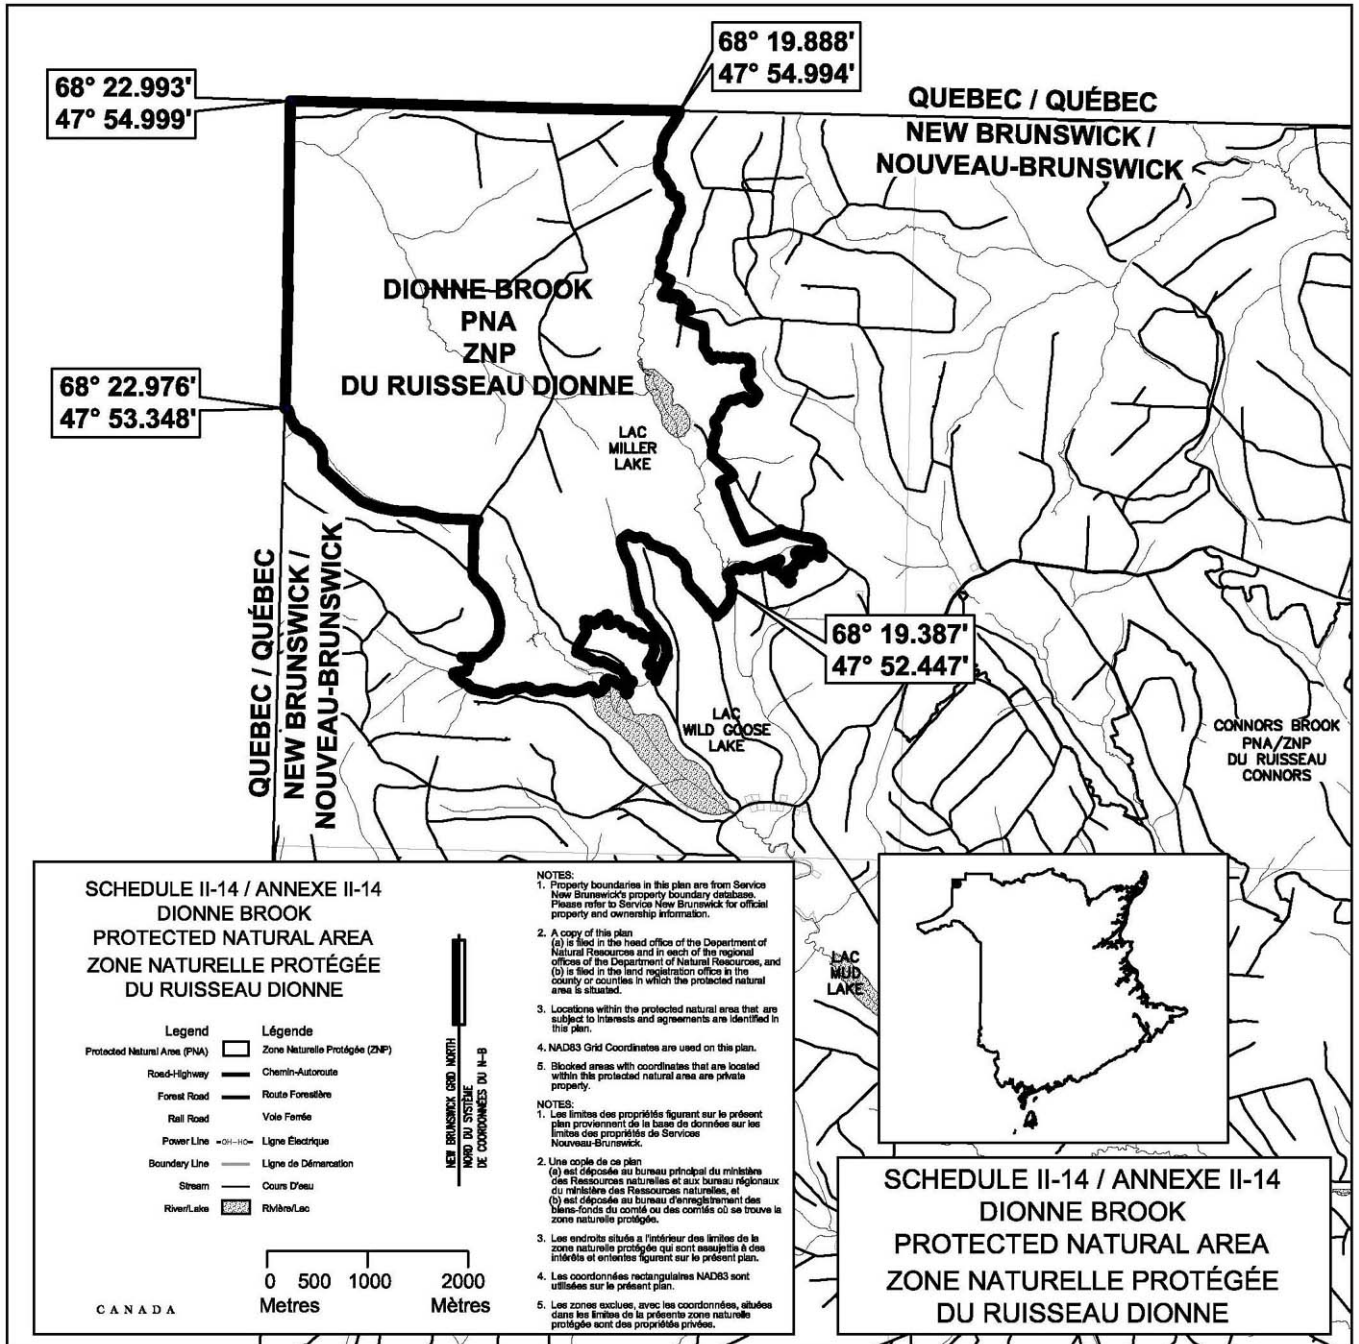 68° 19.888'
47° 54.994'
68° 22.993'
47° 54.999'
QUEBEC / QUÉBEC
NEW BRUNSWICK /
NOUVEAU-BRUNSWICK
DIONNE BROOK
PNA
ZNP
DU RUISSEAU DIONNE
68° 22.976'
47° 53.348'
LAC
MILLER
LAKE
QUEBEC / QUÉBEC
NEW BRUNSWICK /
NOUVEAU-BRUNSWICK
68° 19.387'
47° 52.447'
LAC
WILD GOOSE
LAKE
CONNORS BROOK
PNA/ZNP
DU RUISSEAU
CONNORS
LAC
MUD
LAKE
SCHEDULE II-14 / ANNEXE II-14
DIONNE BROOK
PROTECTED NATURAL AREA
ZONE NATURELLE PROTÉGÉE
DU RUISSEAU DIONNE
Legend Légende
Protected Natural Area (PNA) Zone Naturelle Protégée (ZNP)
Road-Highway Chemin-Autoroute
Forest Road Route Forestière
Rail Road Voie Ferrée
Power Line -OH-HO- Ligne Électrique
Boundary Line Ligne de Démarcation
Stream Cours D'eau
River/Lake Rivière/Lac
NEW BRUNSWICK GRID NORTH
NORD DU SYSTÈME
DE COORDONNÉES DU N-B
0 500 1000 2000
Metres Mètres
CANADA
NOTES:
1. Property boundaries in this plan are from Service
New Brunswick's property boundary database.
Please refer to Service New Brunswick for official
property and ownership information.
2. A copy of this plan
(a) is filed in the head office of the Department of
Natural Resources and in each of the regional
offices of the Department of Natural Resources, and
(b) is filed in the land registration office in the
county or counties in which the protected natural
area is situated.
3. Locations within the protected natural area that are
subject to interests and agreements are identified in
this plan.
4. NAD83 Grid Coordinates are used on this plan.
5. Blocked areas with coordinates that are located
within this protected natural area are private
property.
NOTES:
1. Les limites des propriétés figurant sur le présent
plan proviennent de la base de données sur les
limites des propriétés de Services
Nouveau-Brunswick.
2. Une copie de ce plan
(a) est déposée au bureau principal du ministère
des Ressources naturelles et aux bureau régionaux
du ministère des Ressources naturelles, et
(b) est déposée au bureau d'enregistrement des
biens-fonds du comté ou des comtés où se trouve la
zone naturelle protégée.
3. Les endroits situés a l'intérieur des limites de la
zone naturelle protégée qui sont assujettis à des
intérêts et ententes figurent sur le présent plan.
4. Les coordonnées rectangulaires NAD83 sont
utilisées sur le présent plan.
5. Les zones exclues, avec les coordonnées, situées
dans les limites de la présente zone naturelle
protégée sont des propriétés privées.
SCHEDULE II-14 / ANNEXE II-14
DIONNE BROOK
PROTECTED NATURAL AREA
ZONE NATURELLE PROTÉGÉE
DU RUISSEAU DIONNE